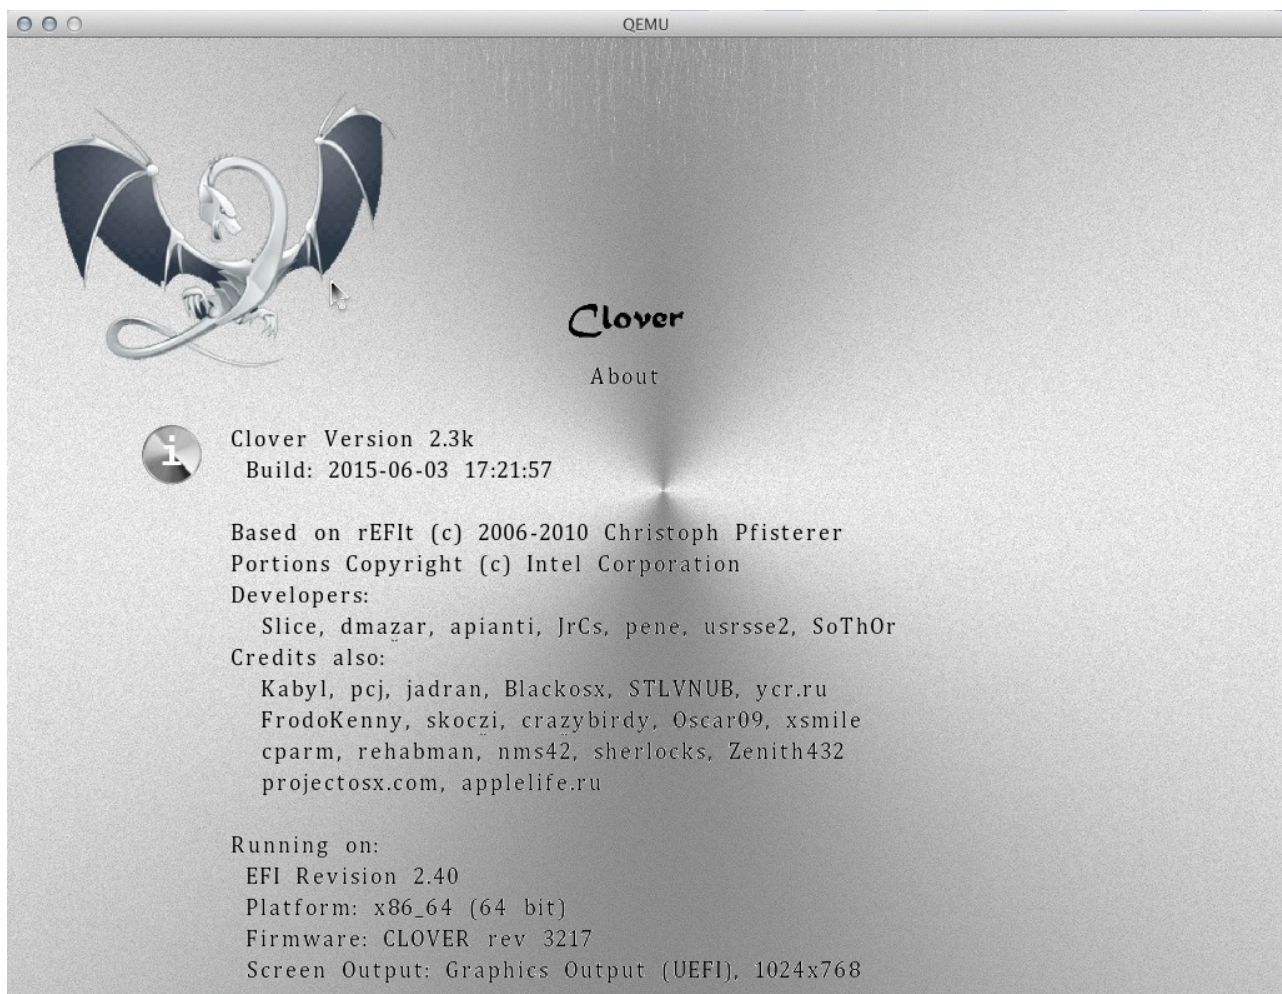 QEMU
Clover
About
i
Clover Version 2.3k
Build: 2015-06-03 17:21:57
Based on rEFIt (c) 2006-2010 Christoph Pfisterer
Portions Copyright (c) Intel Corporation
Developers:
Slice, dmazar, apianti, JrCs, pene, usrsse2, SoThOr
Credits also:
Kabyl, pcj, jadran, Blackosx, STLVNUB, ycr.ru
FrodoKenny, skoczi, crazybirdy, Oscar09, xsmile
cparm, rehabman, nms42, sherlocks, Zenith432
projectosx.com, applelife.ru
Running on:
EFI Revision 2.40
Platform: x86_64 (64 bit)
Firmware: CLOVER rev 3217
Screen Output: Graphics Output (UEFI), 1024x768